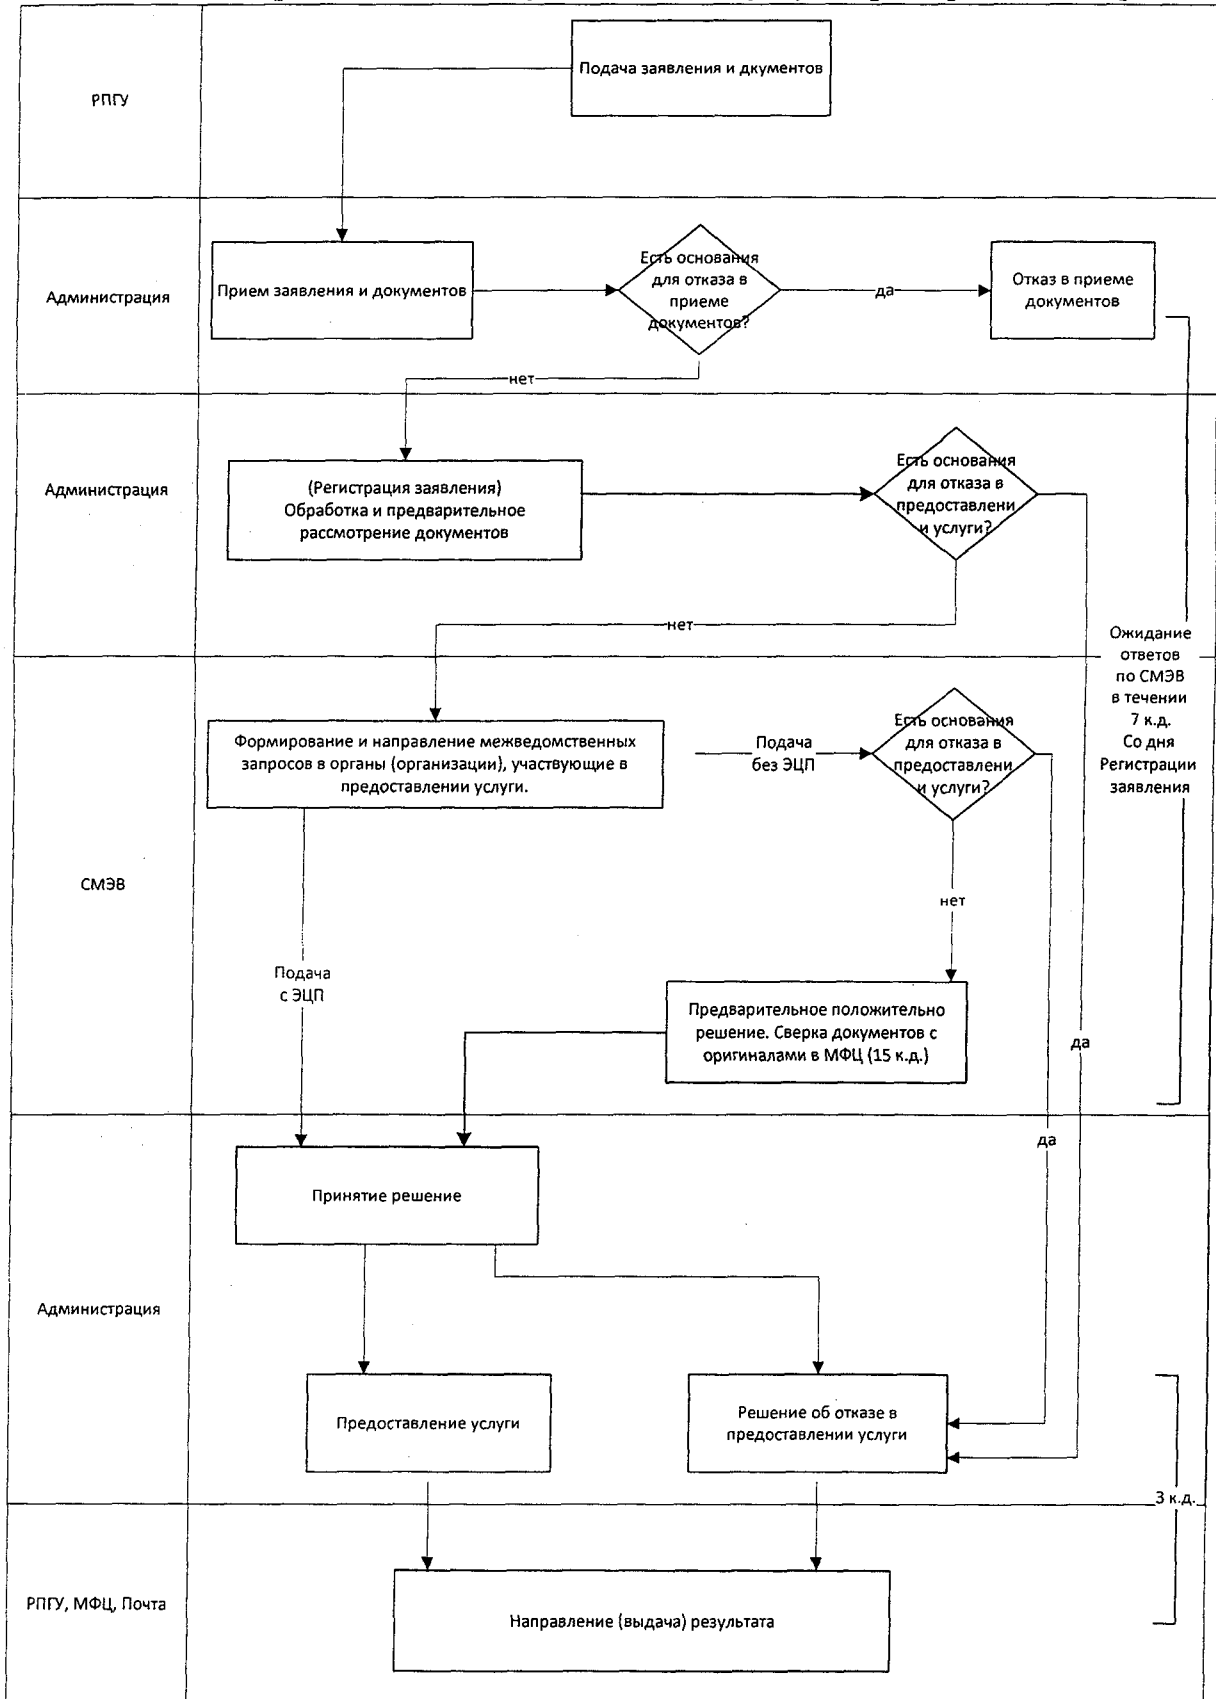 РПГУ
Подача заявления и дкументов
Администрация
Прием заявления и документов
Есть основания
для отказа в
приеме
документов?
да
Отказ в приеме
документов
нет
Администрация
(Регистрация заявления)
Обработка и предварительное
рассмотрение документов
Есть основания
для отказа в
предоставлени
и услуги?
нет
Ожидание
ответов
по СМЭВ
в течении
7 к.д.
Со дня
Регистрации
заявления
СМЭВ
Формирование и направление межведомственных
запросов в органы (организации), участвующие в
предоставлении услуги.
Подача
без ЭЦП
Есть основания
для отказа в
предоставлени
и услуги?
нет
Подача
с ЭЦП
Предварительное положительно
решение. Сверка документов с
оригиналами в МФЦ (15 к.д.)
да
да
Администрация
Принятие решение
Предоставление услуги
Решение об отказе в
предоставлении услуги
3 к.д.
РПГУ, МФЦ, Почта
Направление (выдача) результата